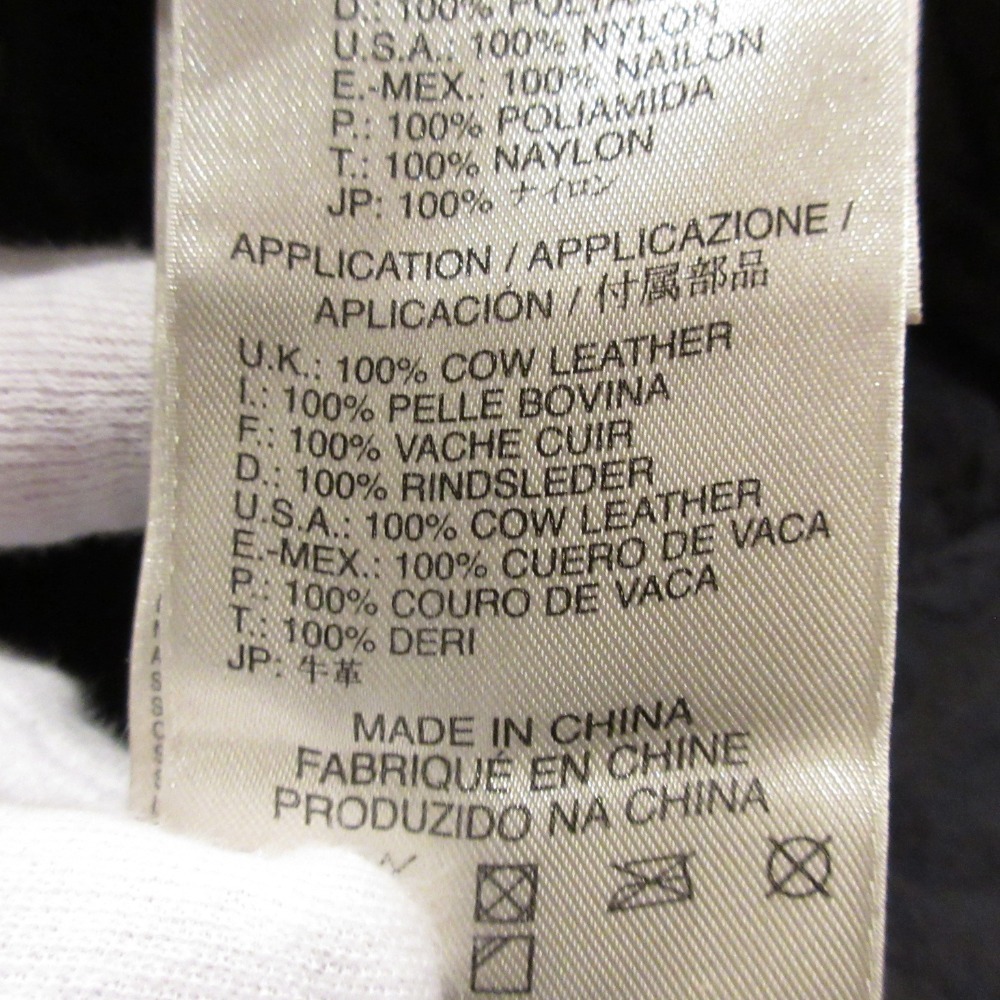 D.: 100%
U.S.A.: 100% NYLON
E.-MEX.: 100% NAILON
P.: 100% POLIAMIDA
T.: 100% NAYLON
JP: 100% ナイロン
APPLICATION / APPLICAZIONE /
APLICACIÓN / 付属部品
U.K.: 100% COW LEATHER
I.: 100% PELLE BOVINA
F.: 100% VACHE CUIR
D.: 100% RINDSLEDER
U.S.A.: 100% COW LEATHER
E.-MEX.: 100% CUERO DE VACA
P.: 100% COURO DE VACA
T.: 100% DERI
JP: 牛革
MADE IN CHINA
FABRIQUÉ EN CHINE
PRODUZIDO NA CHINA